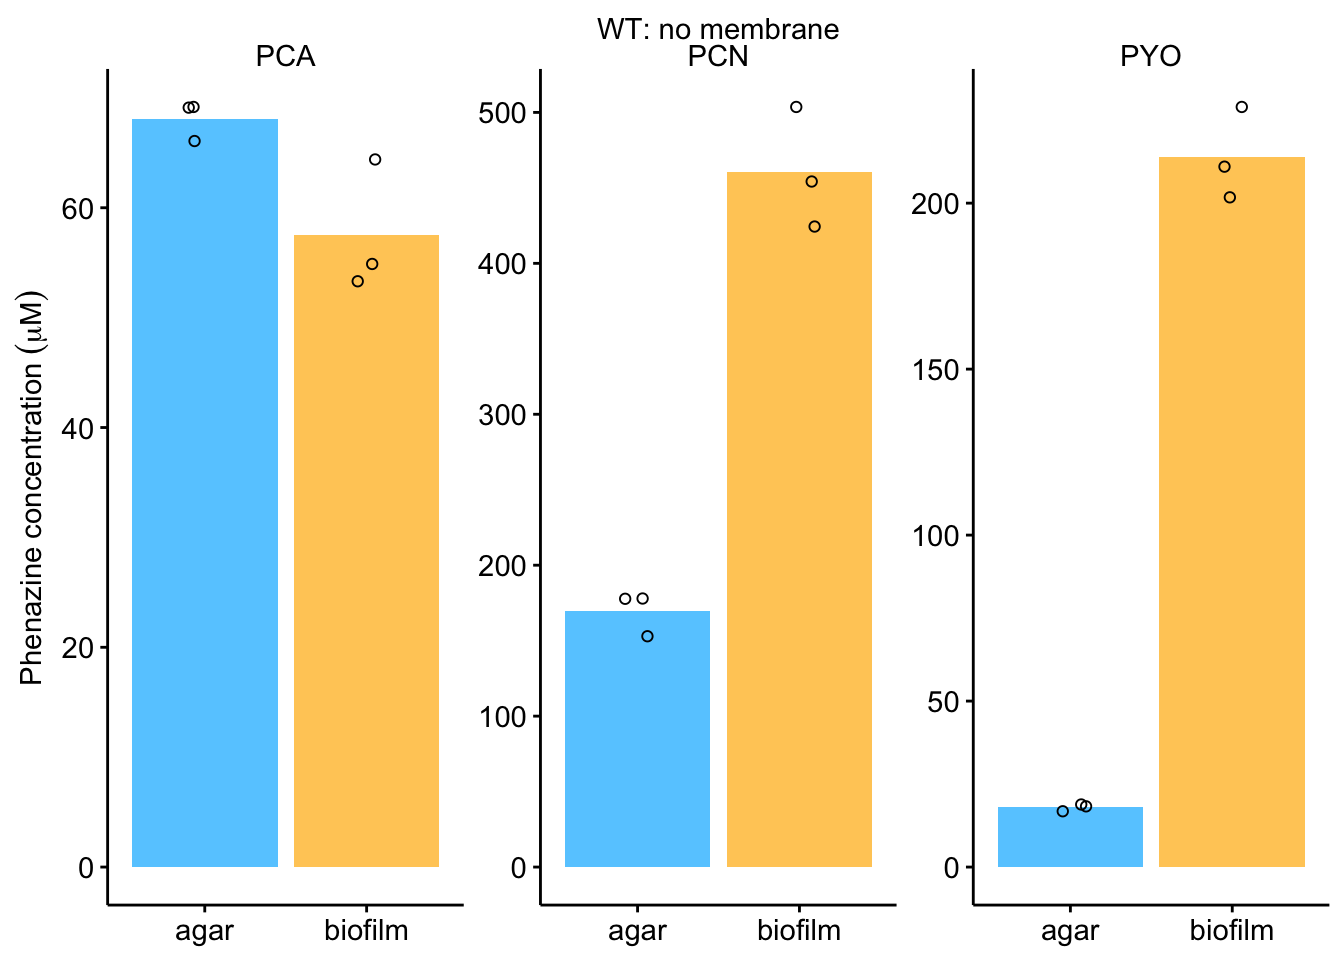 WT: no membrane
PCA
PCN
PYO
Phenazine concentration (μM)
60
40
20
0
500
400
300
200
100
0
200
150
100
50
0
agar
biofilm
agar
biofilm
agar
biofilm